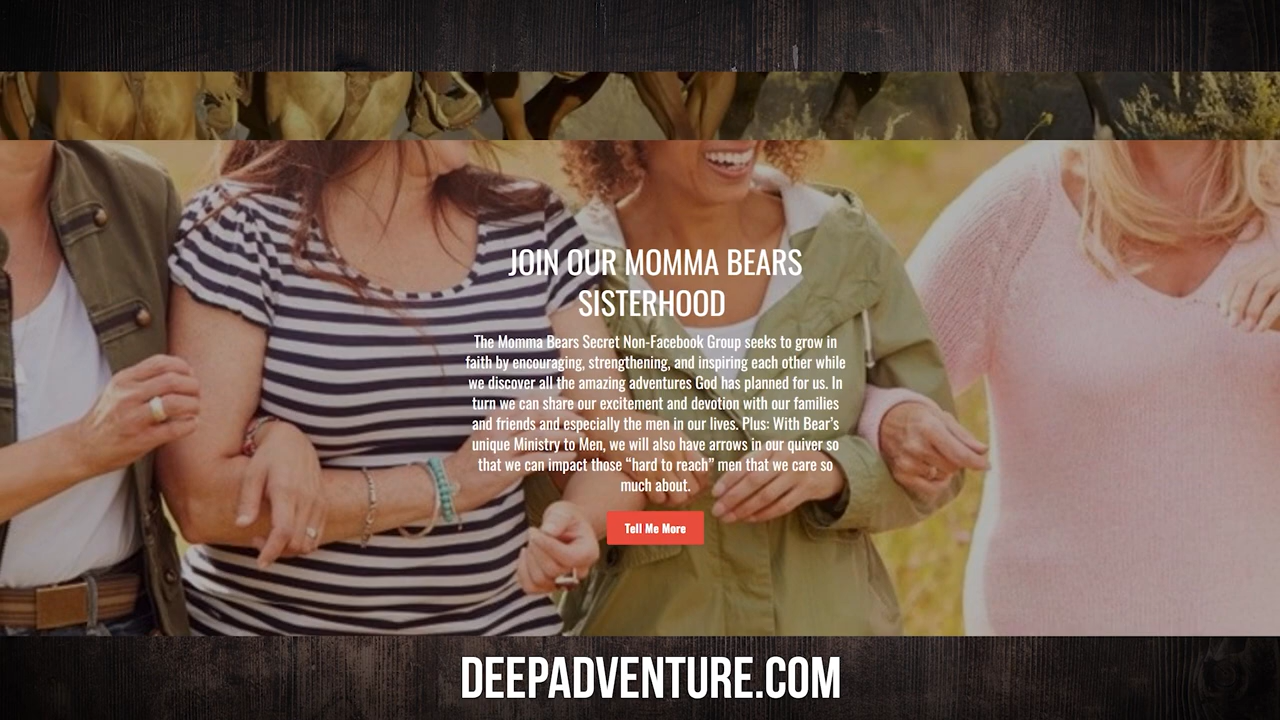 JOIN OUR MOMMA BEARS
SISTERHOOD
The Momma Bears Secret Non-Facebook Group seeks to grow in
faith by encouraging, strengthening, and inspiring each other while
we discover all the amazing adventures God has planned for us. In
turn we can share our excitement and devotion with our families
and friends and especially the men in our lives. Plus: With Bear’s
unique Ministry to Men, we will also have arrows in our quiver so
that we can impact those “hard to reach” men that we care so
much about.
Tell Me More
DEEPADVENTURE.COM